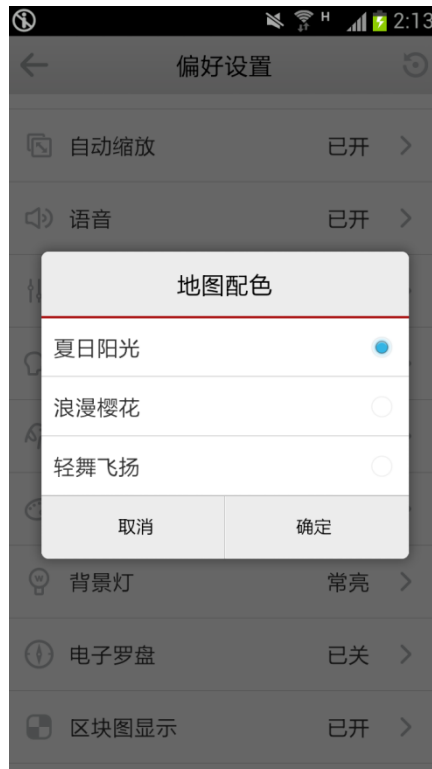 H 2:13
偏好设置
自动缩放 已开
语音 已开
地图配色
夏日阳光
浪漫樱花
轻舞飞扬
取消 确定
背景灯 常亮
电子罗盘 已关
区块图显示 已开